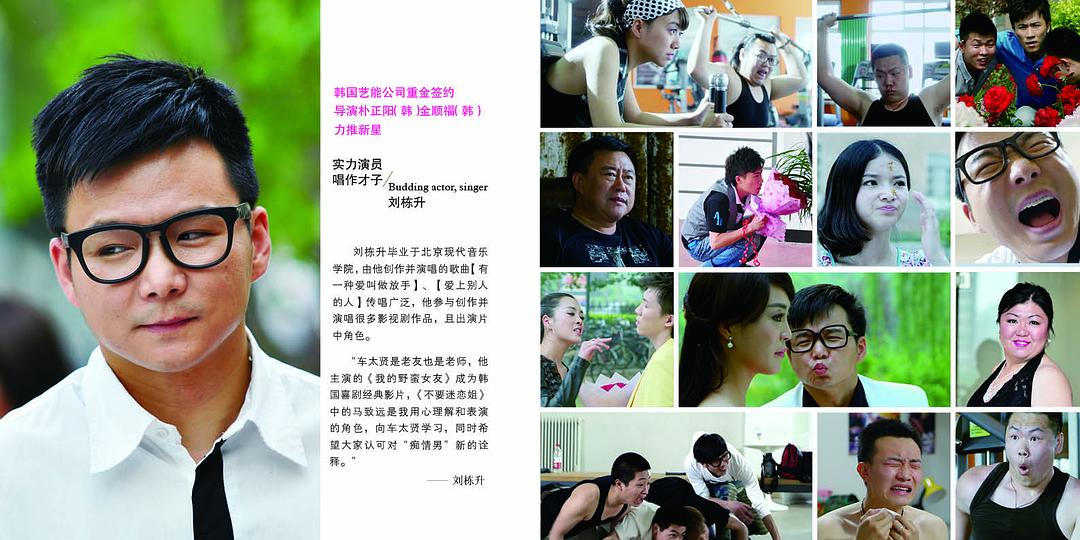 韩国艺能公司重金签约
导演朴正阳(韩)金顺福(韩)
力推新星
实力演员
唱作才子/Budding actor, singer
刘栋升
刘栋升毕业于北京现代音乐
学院,由他创作并演唱的歌曲【有
一种爱叫做放手】、【爱上别人
的人】传唱广泛,他参与创作并
演唱很多影视剧作品,且出演片
中角色。
“车太贤是老友也是老师,他
主演的《我的野蛮女友》成为韩
国喜剧经典影片,《不要迷恋姐》
中的马致远是我用心理解和表演
的角色,向车太贤学习,同时希
望大家认可对“痴情男”新的诠
释。”
—— 刘栋升